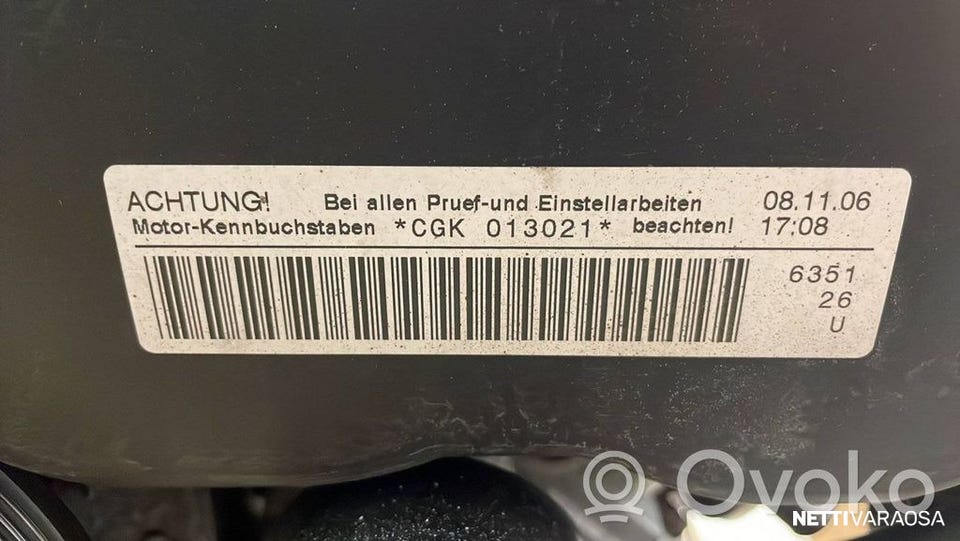 ACHTUNG! Bei allen Pruef-und Einstellarbeiten 08.11.06
Motor-Kennbuchstaben *CGK 013021* beachten! 17:08
6351
26
U
Ovoko
NETTIVARAOSA